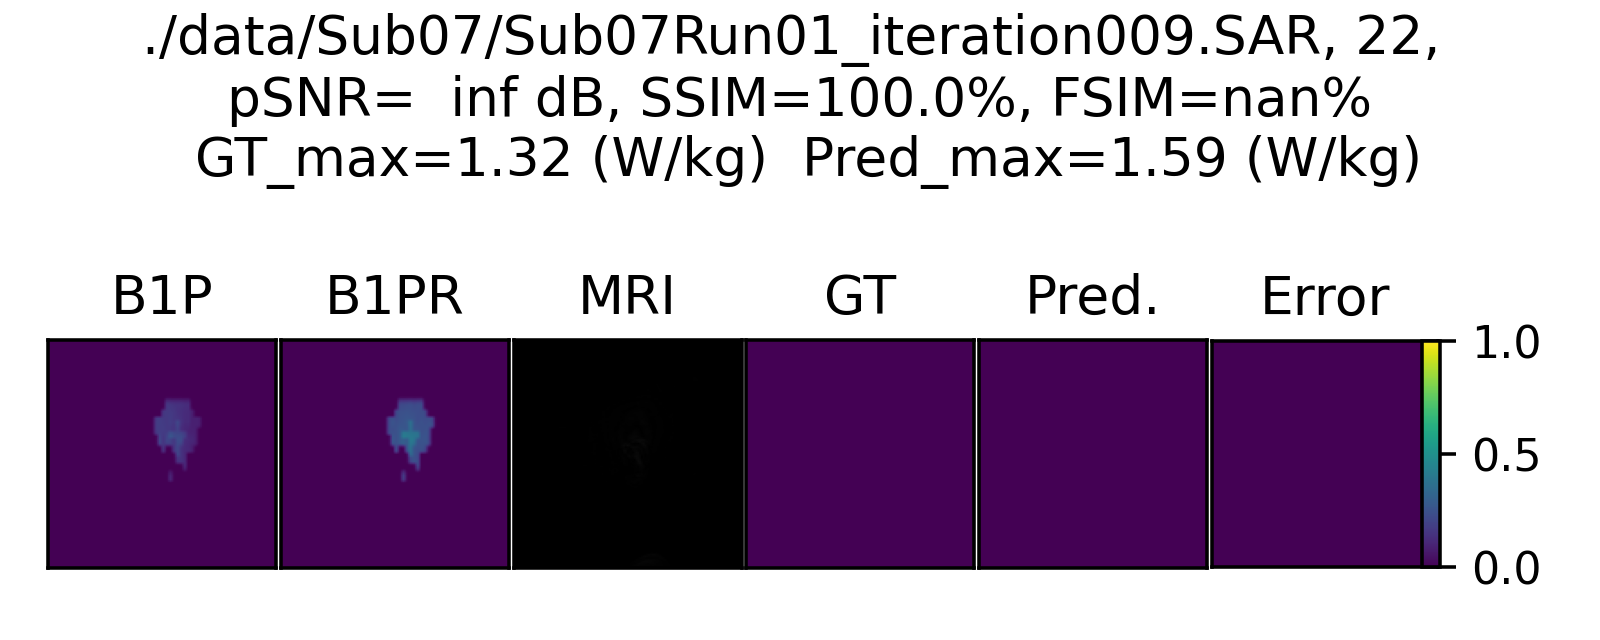 ./data/Sub07/Sub07Run01_iteration009.SAR, 22,
pSNR=  inf dB, SSIM=100.0%, FSIM=nan%
GT_max=1.32 (W/kg)  Pred_max=1.59 (W/kg)
B1P B1PR MRI GT Pred. Error
1.0
0.5
0.0